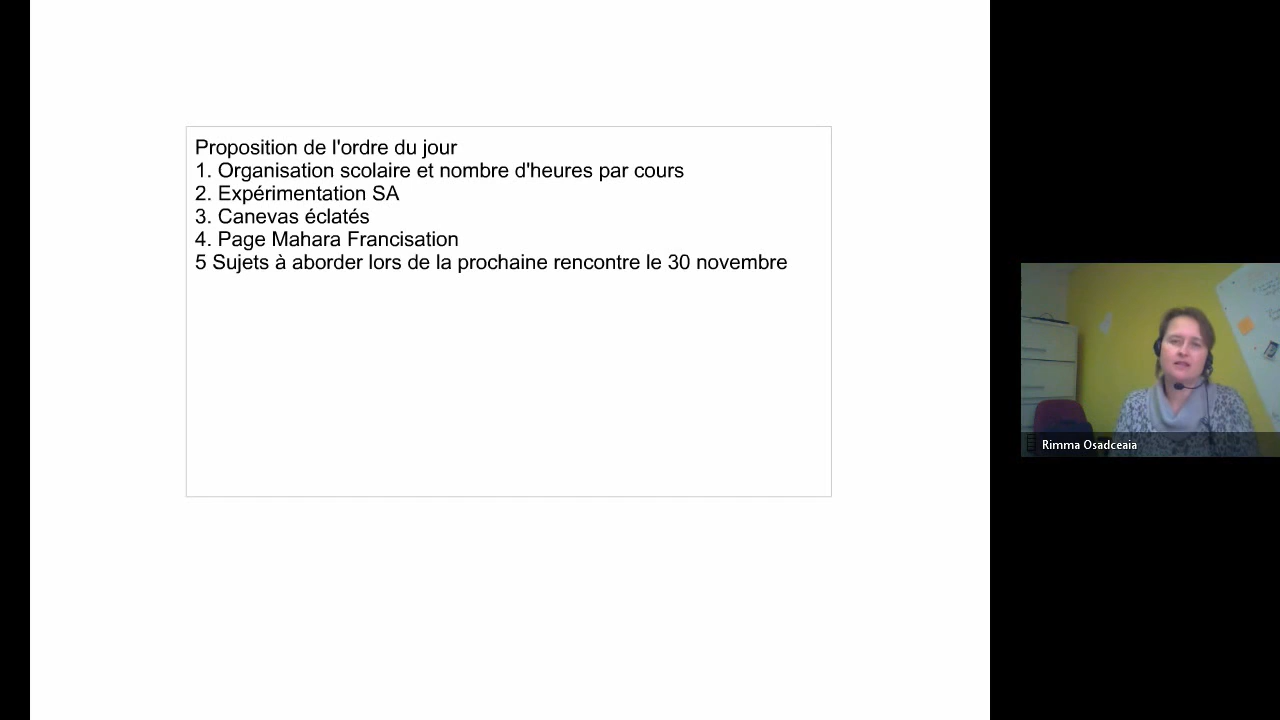 Proposition de l'ordre du jour
1. Organisation scolaire et nombre d'heures par cours
2. Expérimentation SA
3. Canevas éclatés
4. Page Mahara Francisation
5 Sujets à aborder lors de la prochaine rencontre le 30 novembre
Rimma Osadceaia